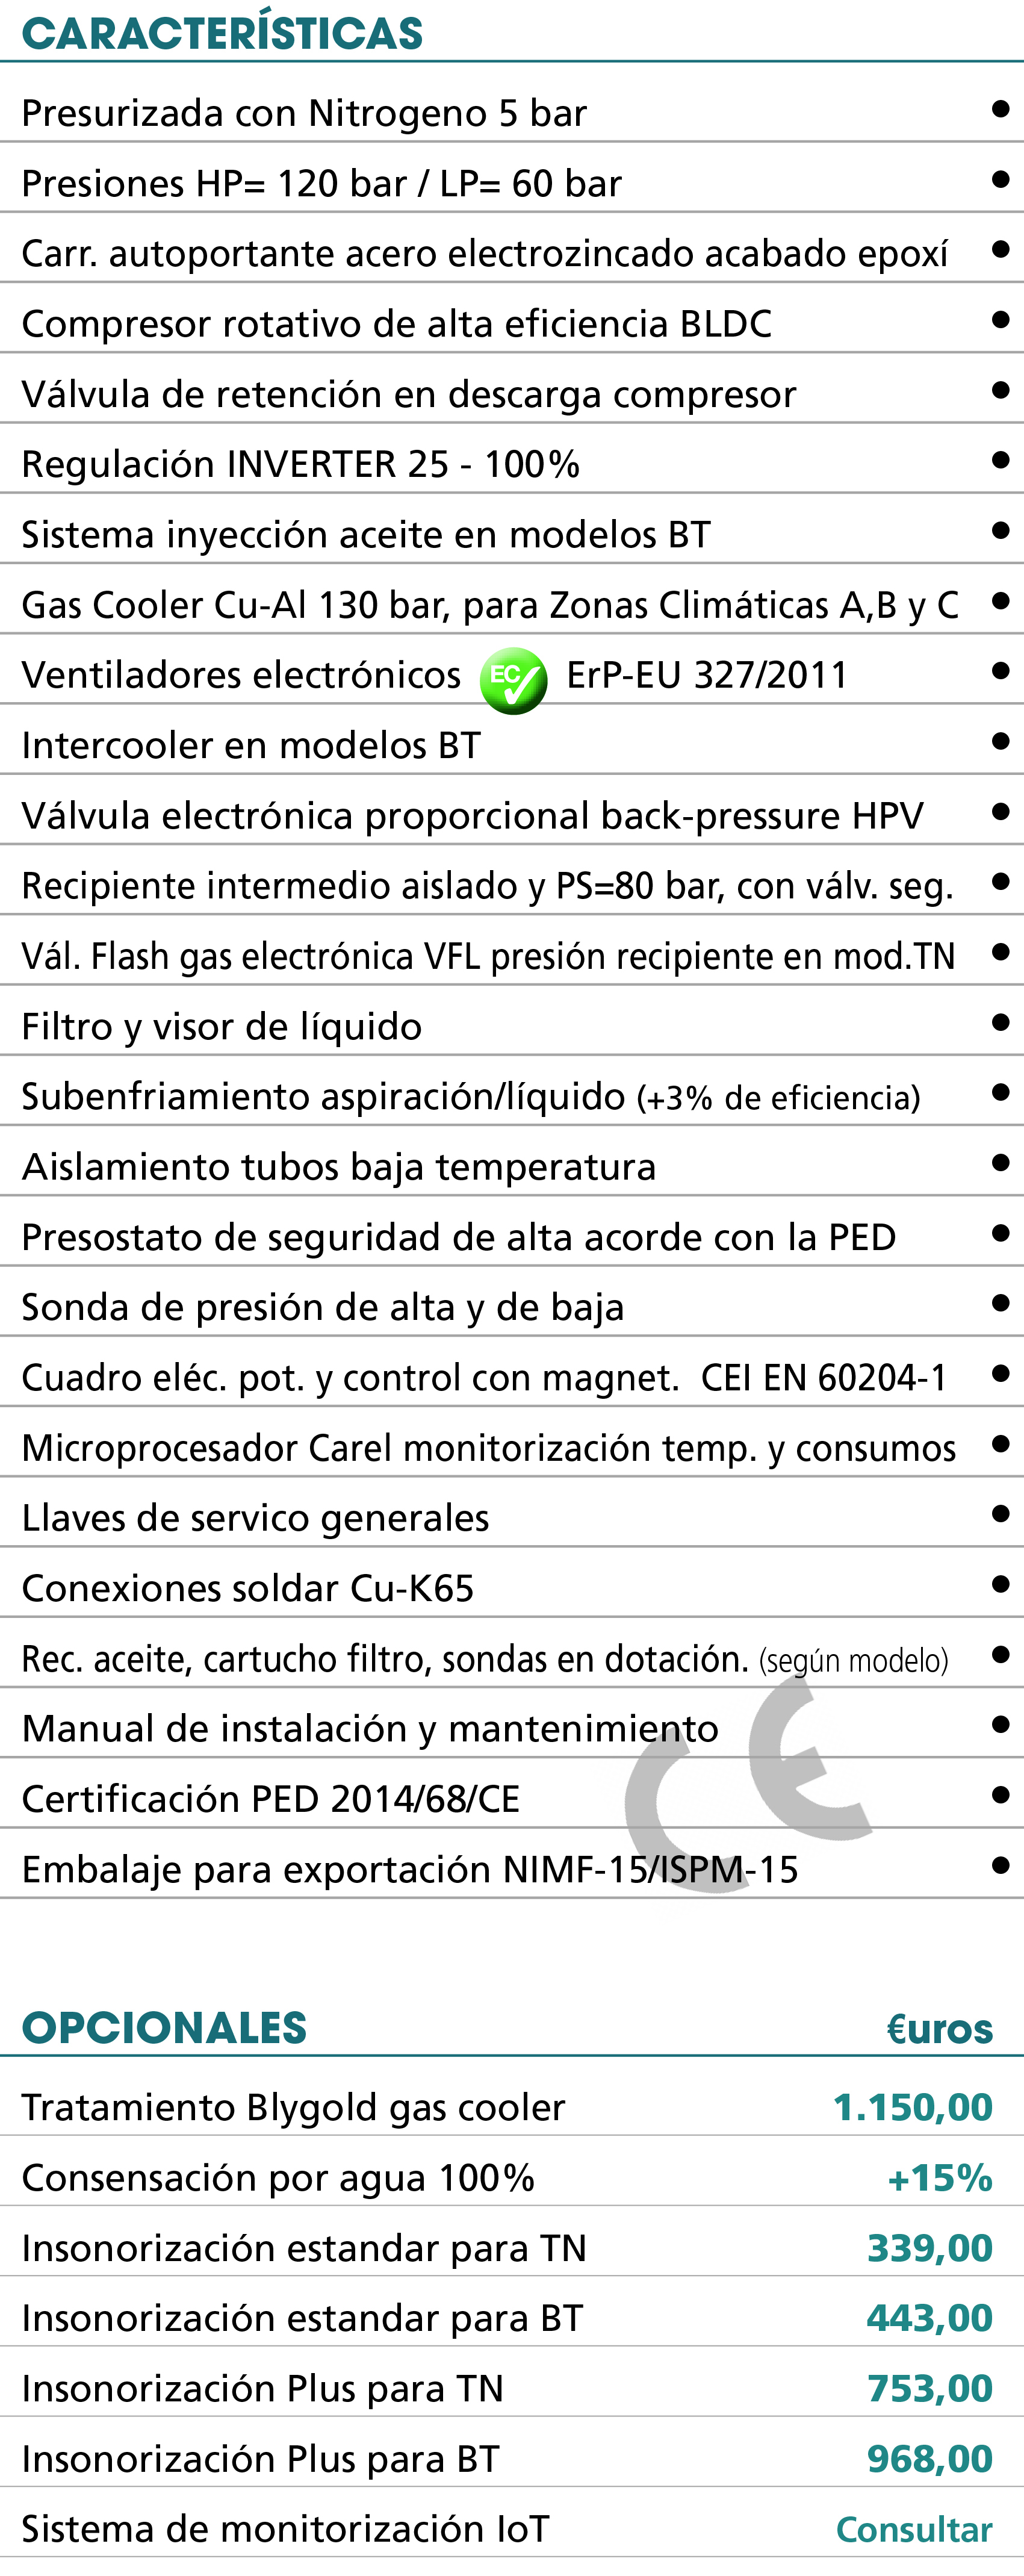 CARACTERÍSTICAS
Presurizada con Nitrogeno 5 bar •
Presiones HP= 120 bar / LP= 60 bar •
Carr. autoportante acero electrozincado acabado epoxí •
Compresor rotativo de alta eficiencia BLDC •
Válvula de retención en descarga compresor •
Regulación INVERTER 25 - 100% •
Sistema inyección aceite en modelos BT •
Gas Cooler Cu-Al 130 bar, para Zonas Climáticas A,B y C •
Ventiladores electrónicos EC ErP-EU 327/2011 •
Intercooler en modelos BT •
Válvula electrónica proporcional back-pressure HPV •
Recipiente intermedio aislado y PS=80 bar, con válv. seg. •
Vál. Flash gas electrónica VFL presión recipiente en mod.TN •
Filtro y visor de líquido •
Subenfriamiento aspiración/líquido (+3% de eficiencia) •
Aislamiento tubos baja temperatura •
Presostato de seguridad de alta acorde con la PED •
Sonda de presión de alta y de baja •
Cuadro eléc. pot. y control con magnet. CEI EN 60204-1 •
Microprocesador Carel monitorización temp. y consumos •
Llaves de servico generales •
Conexiones soldar Cu-K65 •
Rec. aceite, cartucho filtro, sondas en dotación. (según modelo) •
Manual de instalación y mantenimiento •
Certificación PED 2014/68/CE •
CE
Embalaje para exportación NIMF-15/ISPM-15 •
OPCIONALES €uros
Tratamiento Blygold gas cooler 1.150,00
Consensación por agua 100% +15%
Insonorización estandar para TN 339,00
Insonorización estandar para BT 443,00
Insonorización Plus para TN 753,00
Insonorización Plus para BT 968,00
Sistema de monitorización IoT Consultar